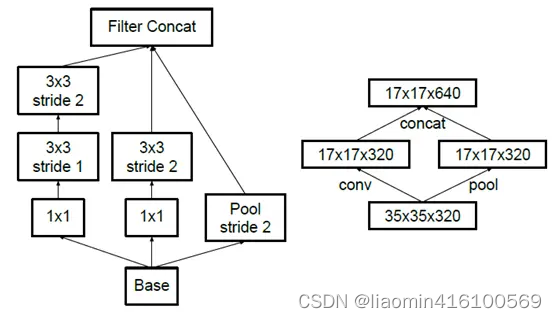 Filter Concat
3x3
stride 2
3x3
stride 1
3x3
stride 2
1x1
1x1
Pool
stride 2
Base
17x17x640
concat
17x17x320
17x17x320
conv
pool
35x35x320
CSDN @liaomin416100569